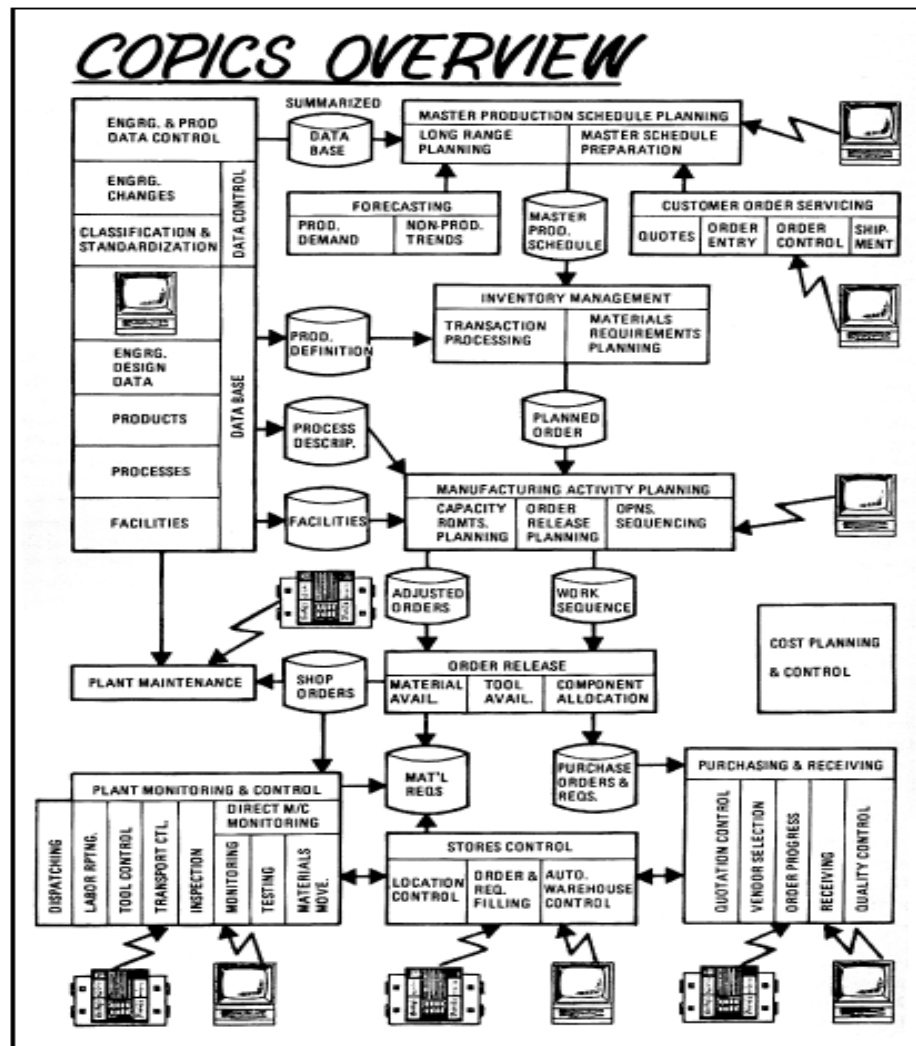 COPICS OVERVIEW
SUMMARIZED
DATA
BASE
ENGRG. & PROD
DATA CONTROL
ENGRG.
CHANGES
CLASSIFICATION &
STANDARDIZATION
DATA CONTROL
ENGRG.
DESIGN
DATA
PRODUCTS
PROCESSES
FACILITIES
DATA BASE
MASTER PRODUCTION SCHEDULE PLANNING
LONG RANGE
PLANNING
MASTER SCHEDULE
PREPARATION
FORECASTING
PROD.
DEMAND
NON-PROD.
TRENDS
MASTER
PROD.
SCHEDULE
CUSTOMER ORDER SERVICING
QUOTES
ORDER
ENTRY
ORDER
CONTROL
SHIP-
MENT
PROD.
DEFINITION
INVENTORY MANAGEMENT
TRANSACTION
PROCESSING
MATERIALS
REQUIREMENTS
PLANNING
PROCESS
DESCRIP.
PLANNED
ORDER
FACILITIES
MANUFACTURING ACTIVITY PLANNING
CAPACITY
RQMTS.
PLANNING
ORDER
RELEASE
PLANNING
OPNS.
SEQUENCING
ADJUSTED
ORDERS
WORK
SEQUENCE
COST PLANNING
& CONTROL
PLANT MAINTENANCE
SHOP
ORDERS
ORDER RELEASE
MATERIAL
AVAIL.
TOOL
AVAIL.
COMPONENT
ALLOCATION
MAT'L
REQS
PURCHASE
ORDERS &
REQS.
PLANT MONITORING & CONTROL
DISPATCHING
LABOR RPTNG.
TOOL CONTROL
TRANSPORT CTL.
INSPECTION
DIRECT M/C
MONITORING
MONITORING
TESTING
MATERIALS
MOVE.
STORES CONTROL
LOCATION
CONTROL
ORDER &
REQ.
FILLING
AUTO.
WAREHOUSE
CONTROL
PURCHASING & RECEIVING
QUOTATION CONTROL
VENDOR SELECTION
ORDER PROGRESS
RECEIVING
QUALITY CONTROL